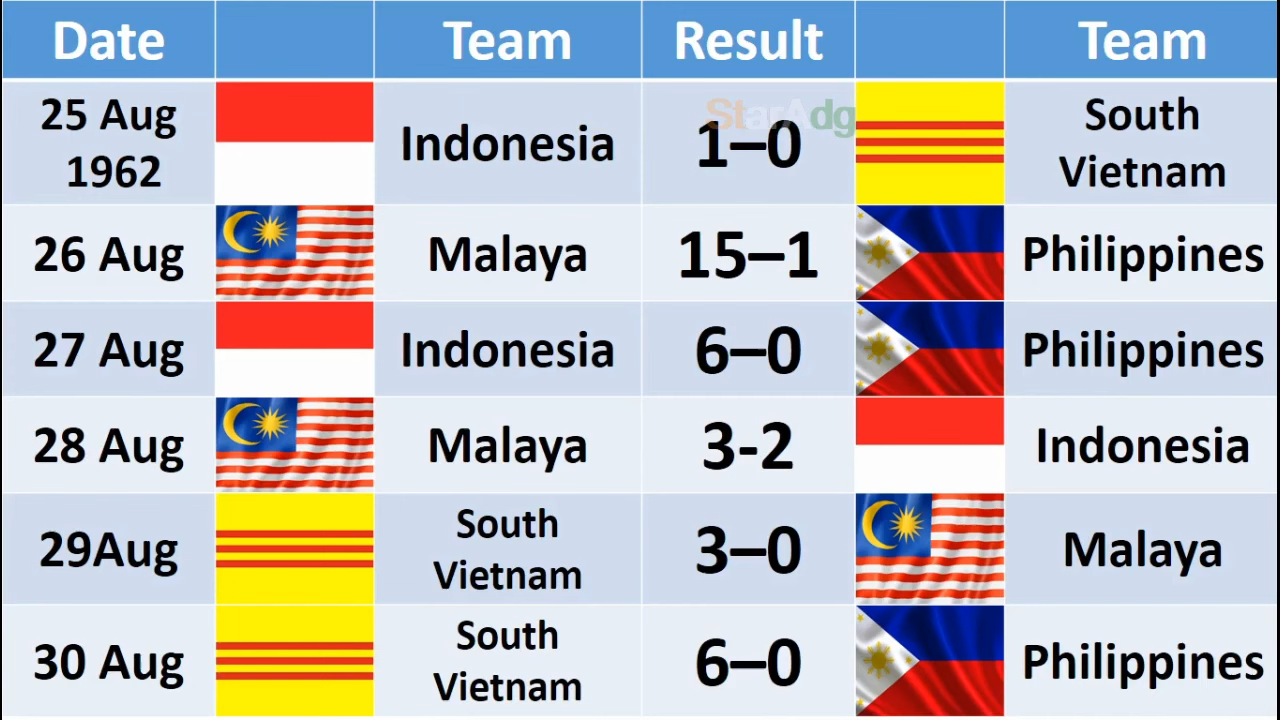 Date Team Result Team
StarAdg
25 Aug
1962
Indonesia 1–0 South
Vietnam
26 Aug Malaya 15–1 Philippines
27 Aug Indonesia 6–0 Philippines
28 Aug Malaya 3-2 Indonesia
29Aug South
Vietnam
3–0 Malaya
30 Aug South
Vietnam
6–0 Philippines